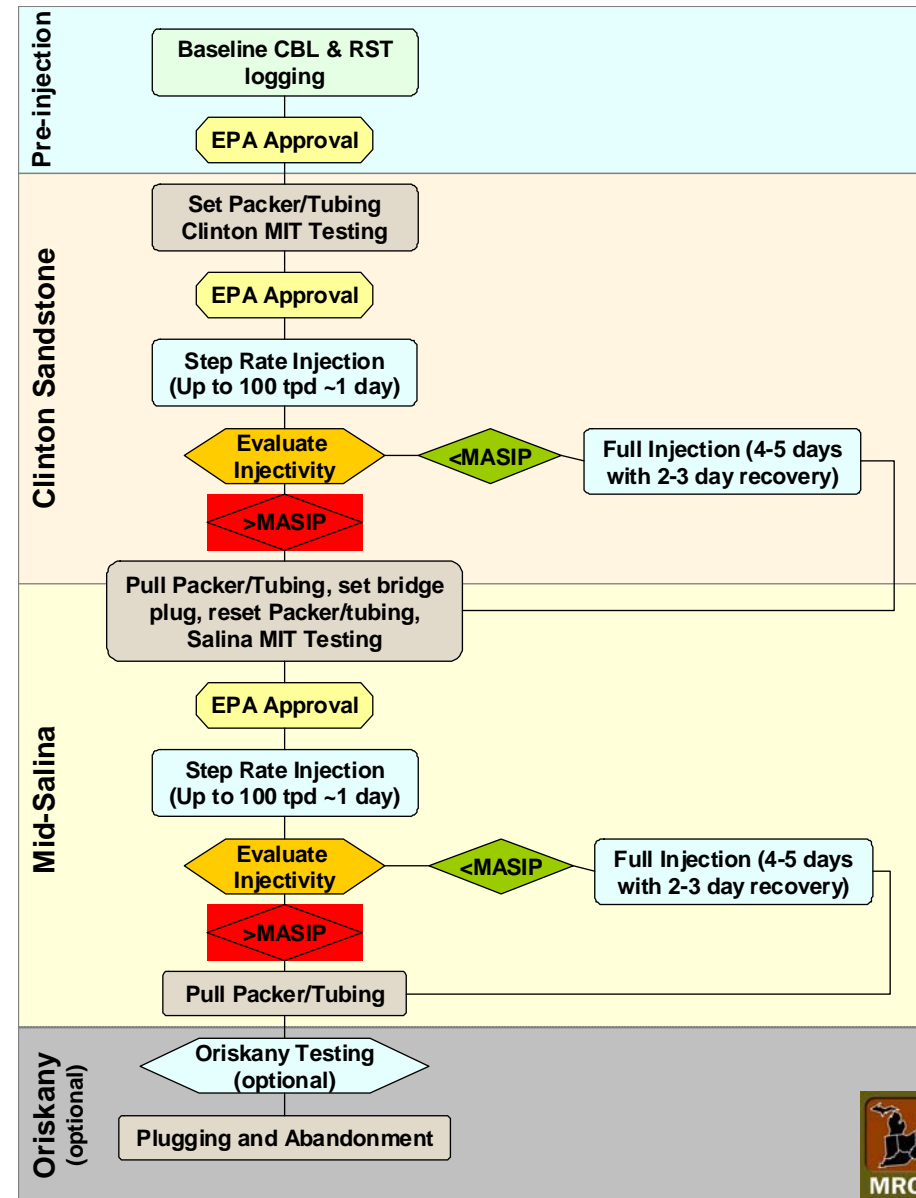 Pre-injection
Baseline CBL & RST
logging
EPA Approval
Clinton Sandstone
Set Packer/Tubing
Clinton MIT Testing
EPA Approval
Step Rate Injection
(Up to 100 tpd ~1 day)
Evaluate
Injectivity
<MASIP
Full Injection (4-5 days
with 2-3 day recovery)
>MASIP
Pull Packer/Tubing, set bridge
plug, reset Packer/tubing,
Salina MIT Testing
Mid-Salina
EPA Approval
Step Rate Injection
(Up to 100 tpd ~1 day)
Evaluate
Injectivity
<MASIP
Full Injection (4-5 days
with 2-3 day recovery)
>MASIP
Pull Packer/Tubing
Oriskany
(optional)
Oriskany Testing
(optional)
Plugging and Abandonment